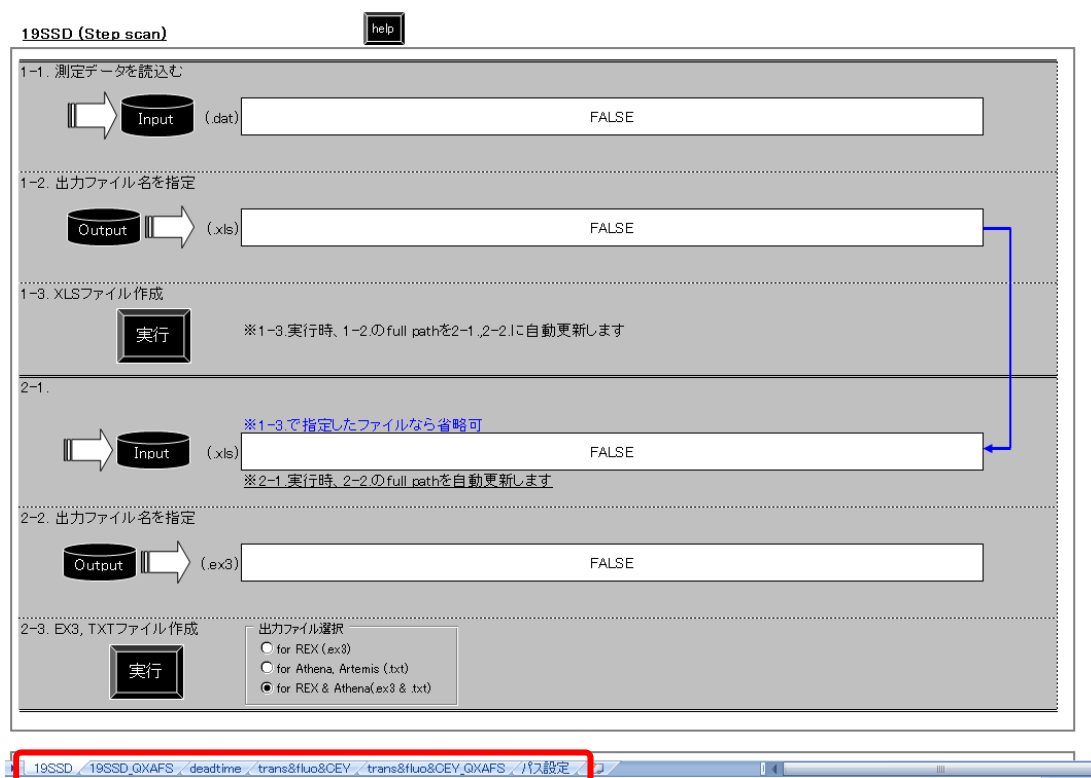 19SSD (Step scan)
help
1-1. 測定データを読込む
Input (.dat) FALSE
1-2. 出力ファイル名を指定
Output (.xls) FALSE
1-3. XLSファイル作成
実行 ※1-3.実行時、1-2.のfull pathを2-1.,2-2.に自動更新します
2-1.
※1-3.で指定したファイルなら省略可
Input (.xls) FALSE
※2-1.実行時、2-2.のfull pathを自動更新します
2-2. 出力ファイル名を指定
Output (.ex3) FALSE
2-3. EX3, TXTファイル作成
実行
出力ファイル選択
for REX (.ex3)
for Athena, Artemis (.txt)
for REX & Athena(.ex3 & .txt)
19SSD 19SSD_QXAFS deadtime trans&fluo&CEY trans&fluo&CEY_QXAFS パス設定